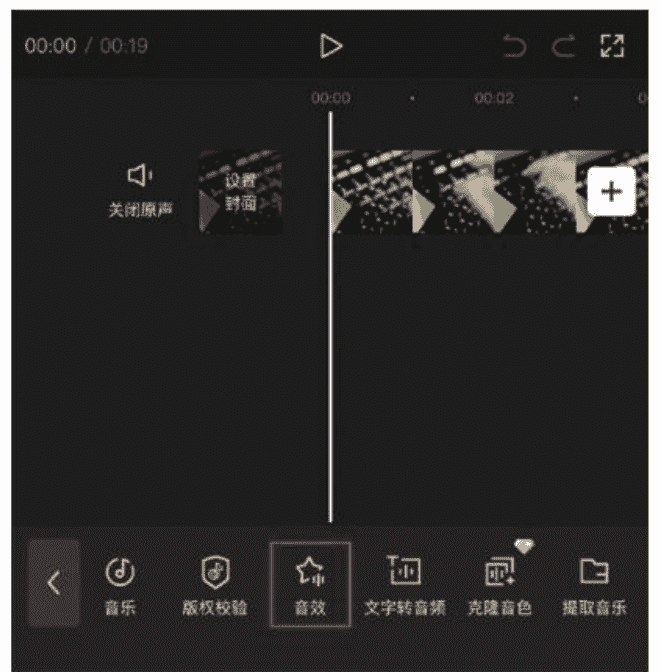 00:00 / 00:19
00:00
00:02
关闭原声
设置
封面
音乐
版权校验
音效
文字转音频
克隆音色
提取音乐